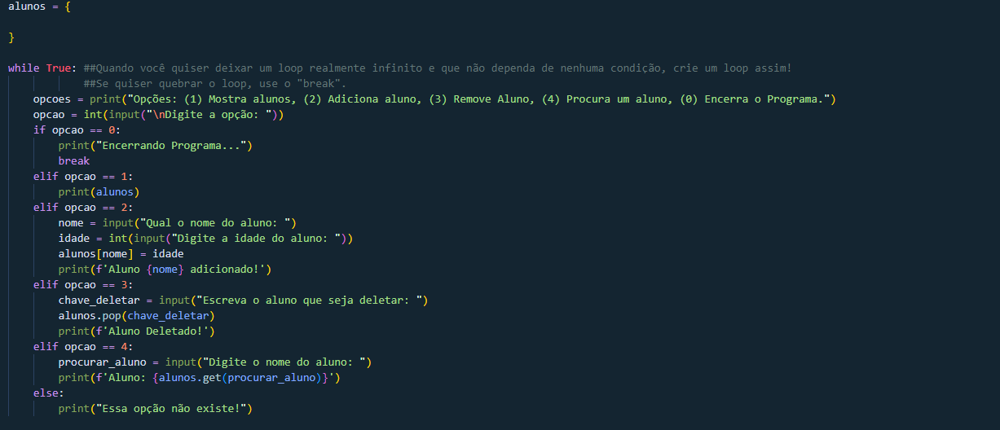 alunos = {
}
while True: ##Quando você quiser deixar um loop realmente infinito e que não dependa de nenhuma condição, crie um loop assim!
            ##Se quiser quebrar o loop, use o "break".
    opcoes = print("Opções: (1) Mostra alunos, (2) Adiciona aluno, (3) Remove Aluno, (4) Procura um aluno, (0) Encerra o Programa.")
    opcao = int(input("\nDigite a opção: "))
    if opcao == 0:
        print("Encerrando Programa...")
        break
    elif opcao == 1:
        print(alunos)
    elif opcao == 2:
        nome = input("Qual o nome do aluno: ")
        idade = int(input("Digite a idade do aluno: "))
        alunos[nome] = idade
        print(f'Aluno {nome} adicionado!')
    elif opcao == 3:
        chave_deletar = input("Escreva o aluno que seja deletar: ")
        alunos.pop(chave_deletar)
        print(f'Aluno Deletado!')
    elif opcao == 4:
        procurar_aluno = input("Digite o nome do aluno: ")
        print(f'Aluno: {alunos.get(procurar_aluno)}')
    else:
        print("Essa opção não existe!")